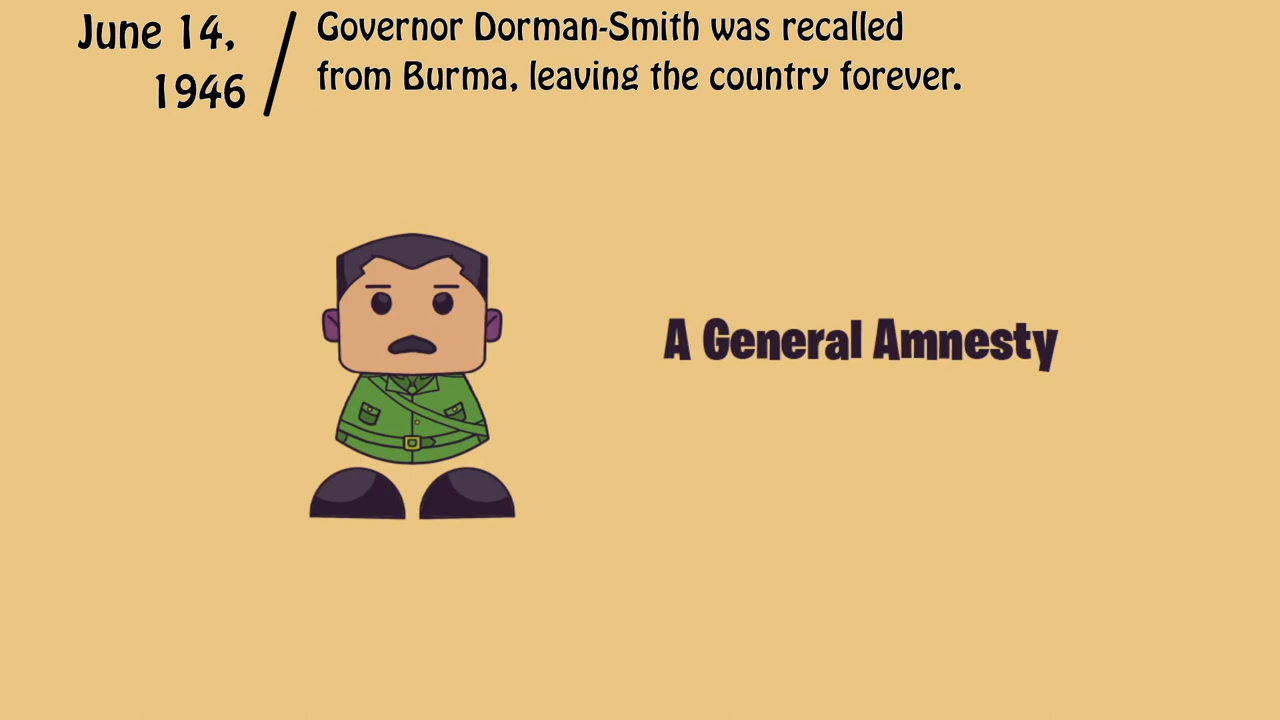 June 14,
1946
Governor Dorman-Smith was recalled
from Burma, leaving the country forever.
A General Amnesty